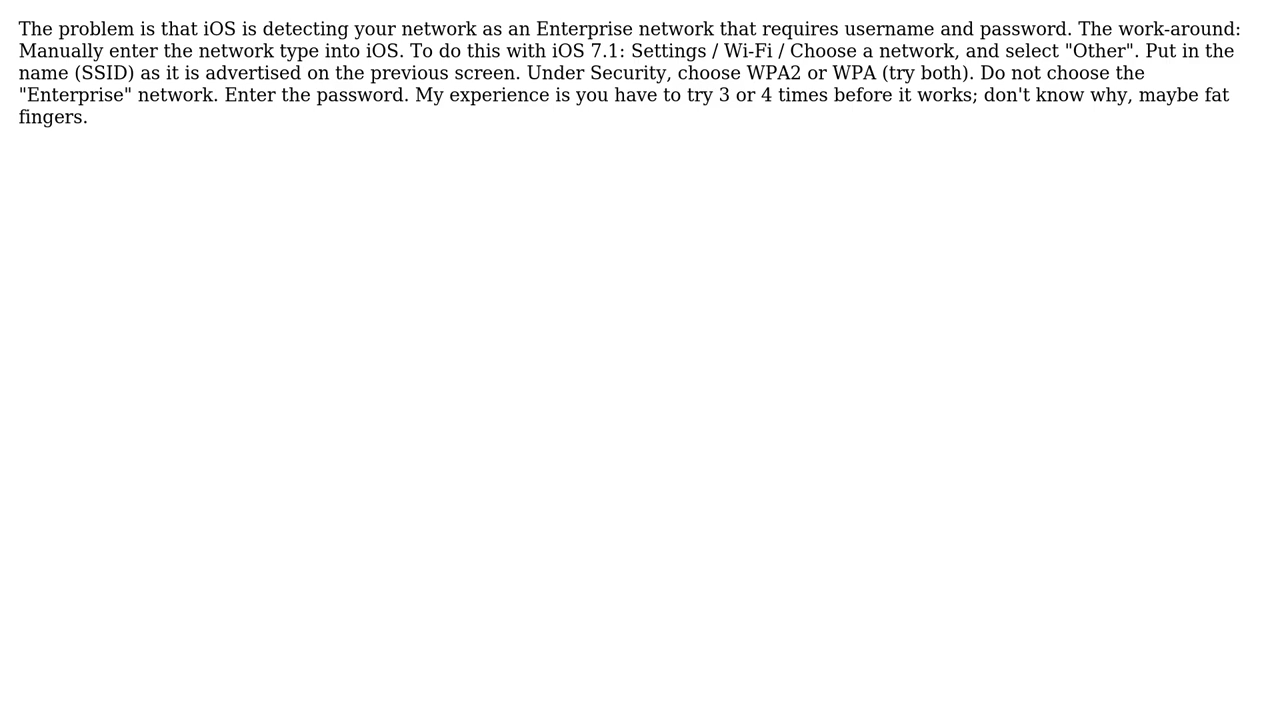 The problem is that iOS is detecting your network as an Enterprise network that requires username and password. The work-around:
Manually enter the network type into iOS. To do this with iOS 7.1: Settings / Wi-Fi / Choose a network, and select "Other". Put in the
name (SSID) as it is advertised on the previous screen. Under Security, choose WPA2 or WPA (try both). Do not choose the
"Enterprise" network. Enter the password. My experience is you have to try 3 or 4 times before it works; don't know why, maybe fat
fingers.